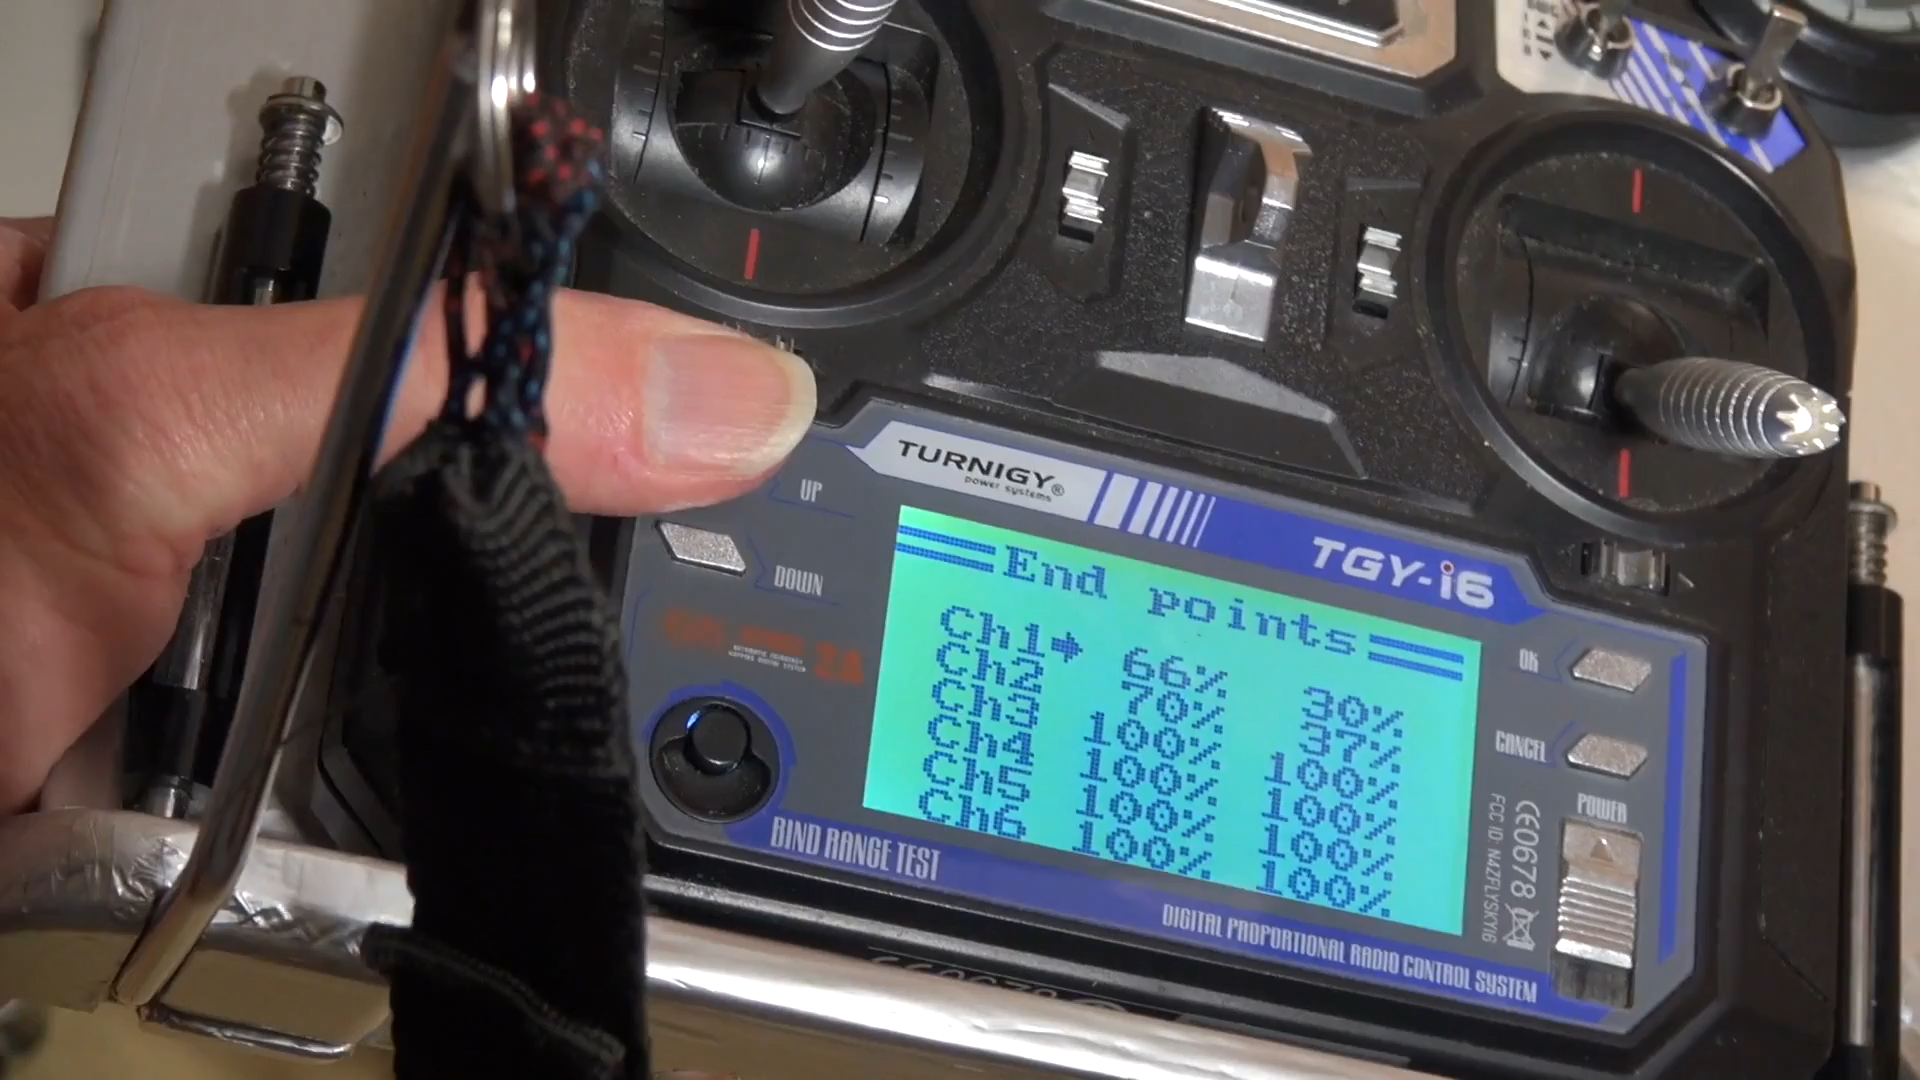 TURNIGY®
power systems
TGY-i6
UP
DOWN
End points
Ch1 66% 30%
Ch2 70% 37%
Ch3 100% 100%
Ch4 100% 100%
Ch5 100% 100%
Ch6 100% 100%
OK
CANCEL
POWER
CE0678
FCC ID: N4ZFLYSKYI6
BIND RANGE TEST
DIGITAL PROPORTIONAL RADIO CONTROL SYSTEM